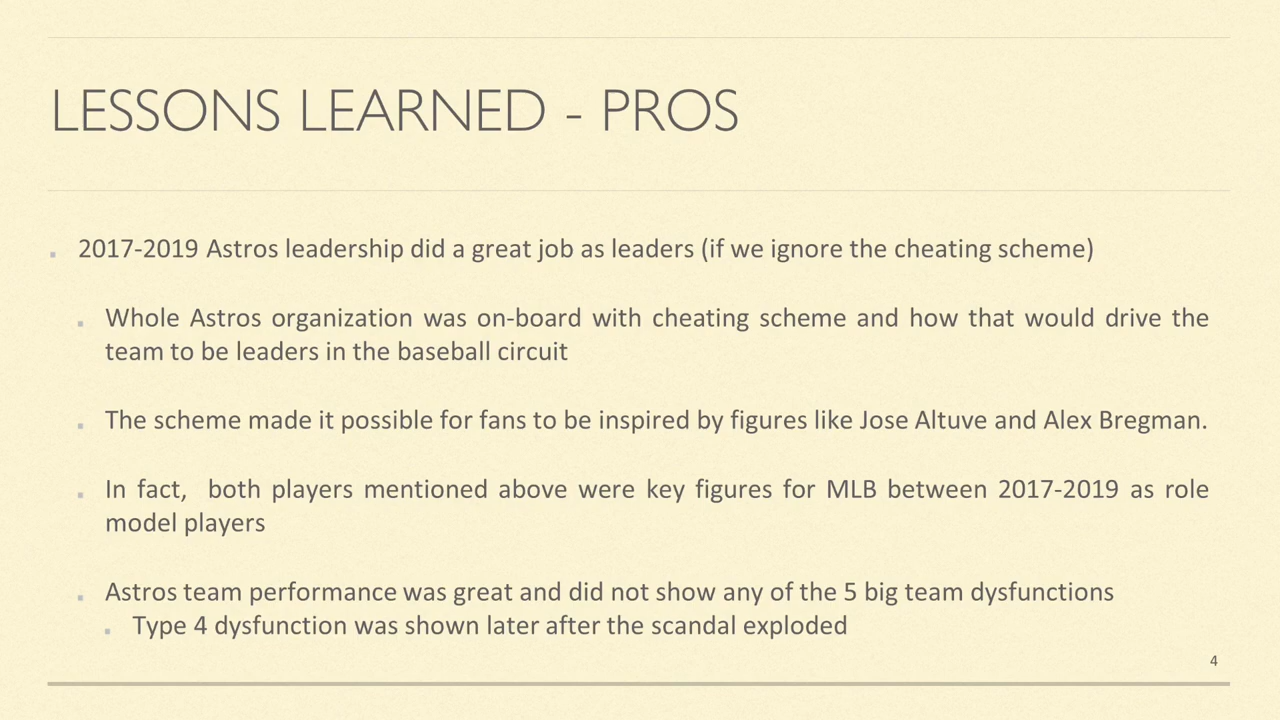 LESSONS LEARNED - PROS
2017-2019 Astros leadership did a great job as leaders (if we ignore the cheating scheme)
Whole Astros organization was on-board with cheating scheme and how that would drive the
team to be leaders in the baseball circuit
The scheme made it possible for fans to be inspired by figures like Jose Altuve and Alex Bregman.
In fact,  both players mentioned above were key figures for MLB between 2017-2019 as role
model players
Astros team performance was great and did not show any of the 5 big team dysfunctions
Type 4 dysfunction was shown later after the scandal exploded
4